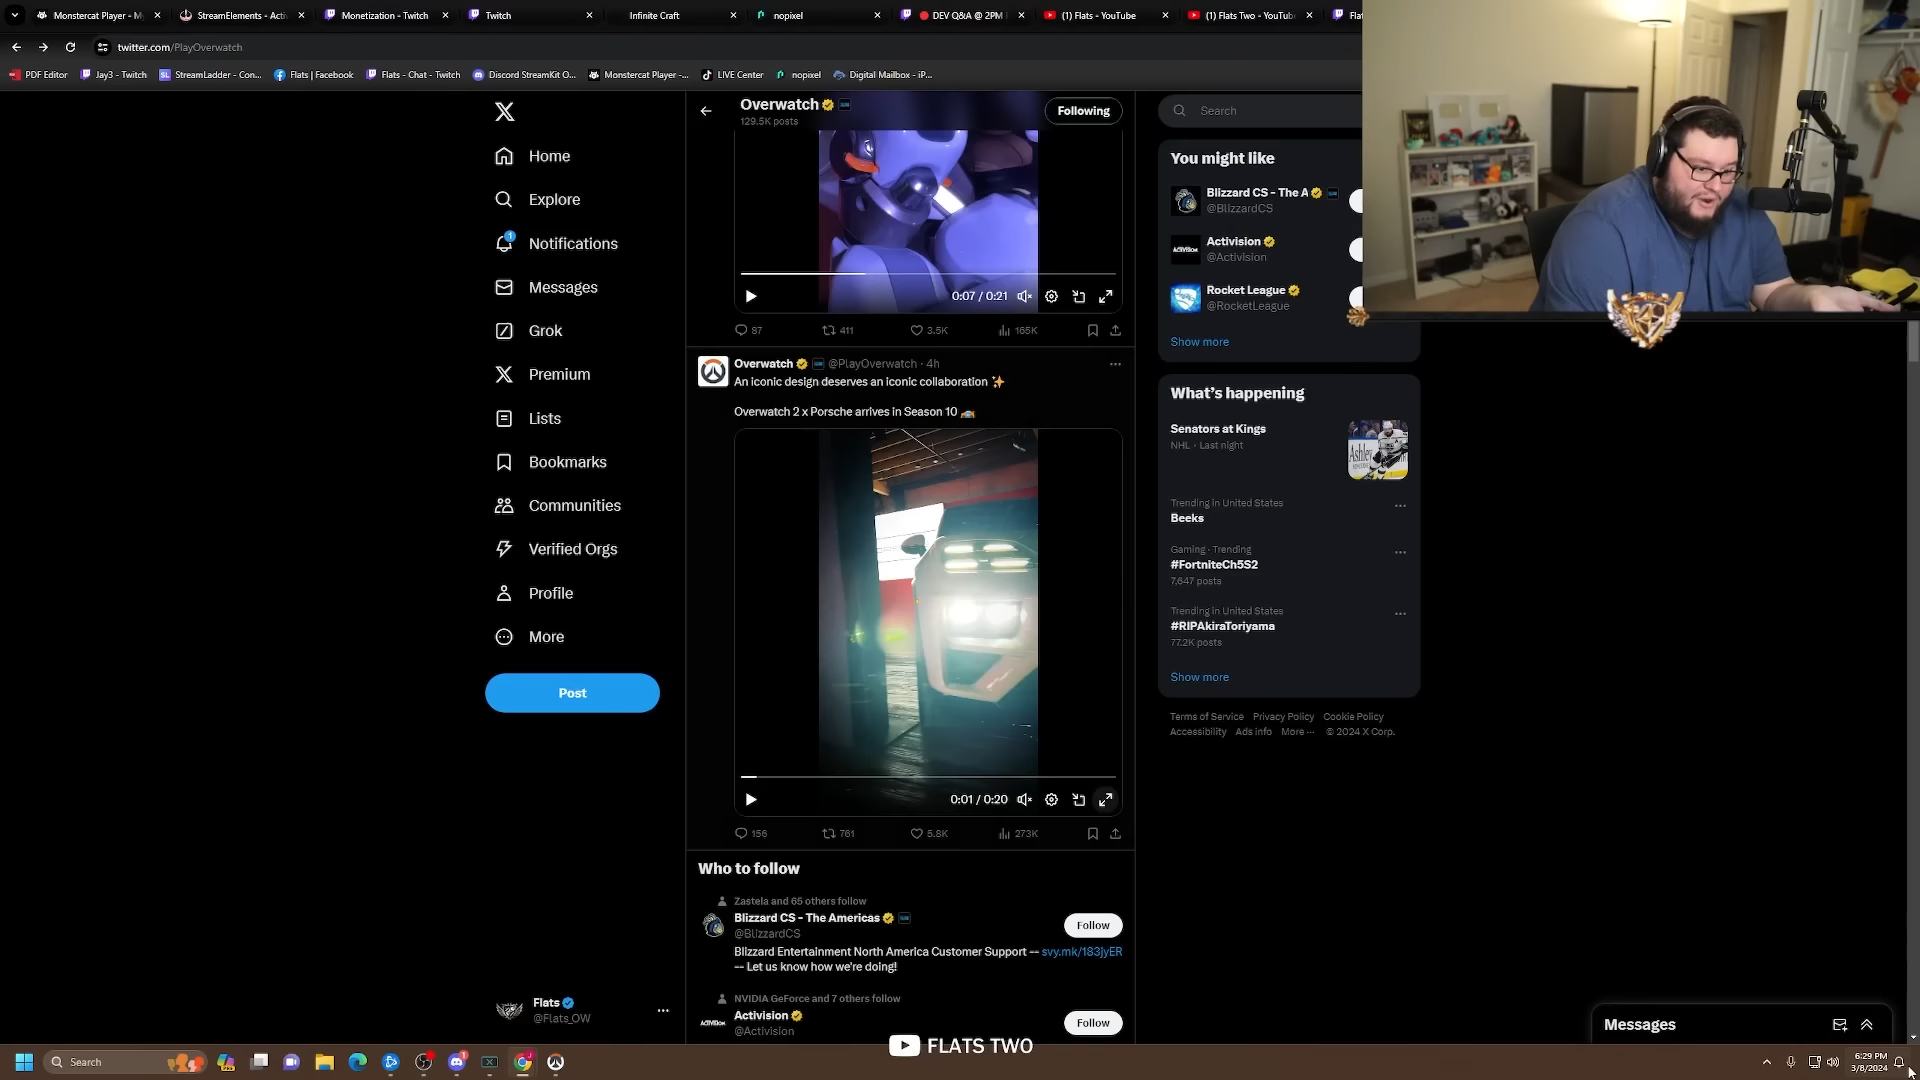 Monstercat Player - My
StreamElements - Activ
Monetization - Twitch
Twitch
Infinite Craft
nopixel
DEV Q&A @ 2PM
(1) Flats - YouTube
(1) Flats Two - YouTub
Flat
twitter.com/PlayOverwatch
PDF Editor
Jay3 - Twitch
StreamLadder - Con...
Flats | Facebook
Flats - Chat - Twitch
Discord StreamKit O...
Monstercat Player -...
LIVE Center
nopixel
Digital Mailbox - iP...
Home
Explore
1
Notifications
Messages
Grok
Premium
Lists
Bookmarks
Communities
Verified Orgs
Profile
More
Post
Flats
@Flats_OW
Overwatch
129.5K posts
Following
0:07 / 0:21
87 411 3.5K 165K
Overwatch @PlayOverwatch · 4h
An iconic design deserves an iconic collaboration ✨
Overwatch 2 x Porsche arrives in Season 10
0:01 / 0:20
156 761 5.8K 273K
Who to follow
Zastela and 65 others follow
Blizzard CS - The Americas
@BlizzardCS
Follow
Blizzard Entertainment North America Customer Support -- svy.mk/183jyER
-- Let us know how we're doing!
NVIDIA GeForce and 7 others follow
Activision
@Activision
Follow
Search
You might like
Blizzard CS - The A
@BlizzardCS
Activision
@Activision
Rocket League
@RocketLeague
Show more
What's happening
Senators at Kings
NHL · Last night
Trending in United States
Beeks
Gaming · Trending
#FortniteCh5S2
7,647 posts
Trending in United States
#RIPAkiraToriyama
77.2K posts
Show more
Terms of Service Privacy Policy Cookie Policy
Accessibility Ads info More ··· © 2024 X Corp.
Messages
FLATS TWO
Search
6:29 PM
3/8/2024